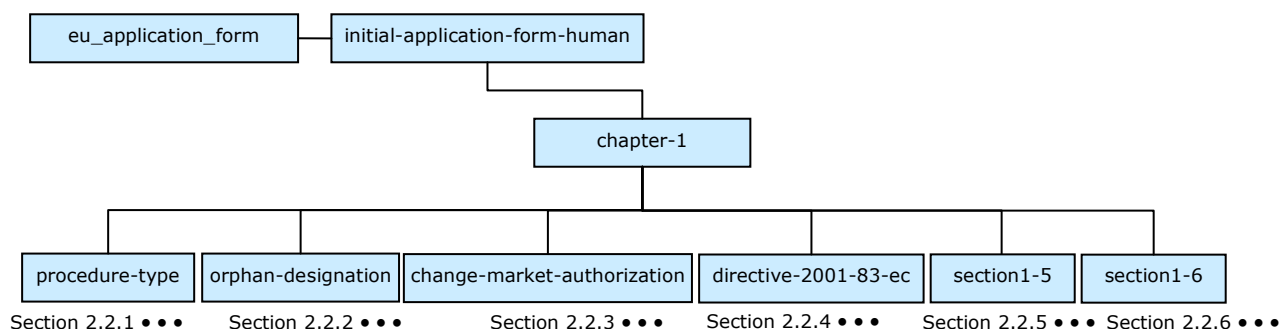 eu_application_form
initial-application-form-human
chapter-1
procedure-type
orphan-designation
change-market-authorization
directive-2001-83-ec
section1-5
section1-6
Section 2.2.1 •••
Section 2.2.2 •••
Section 2.2.3 •••
Section 2.2.4 •••
Section 2.2.5 •••
Section 2.2.6 •••